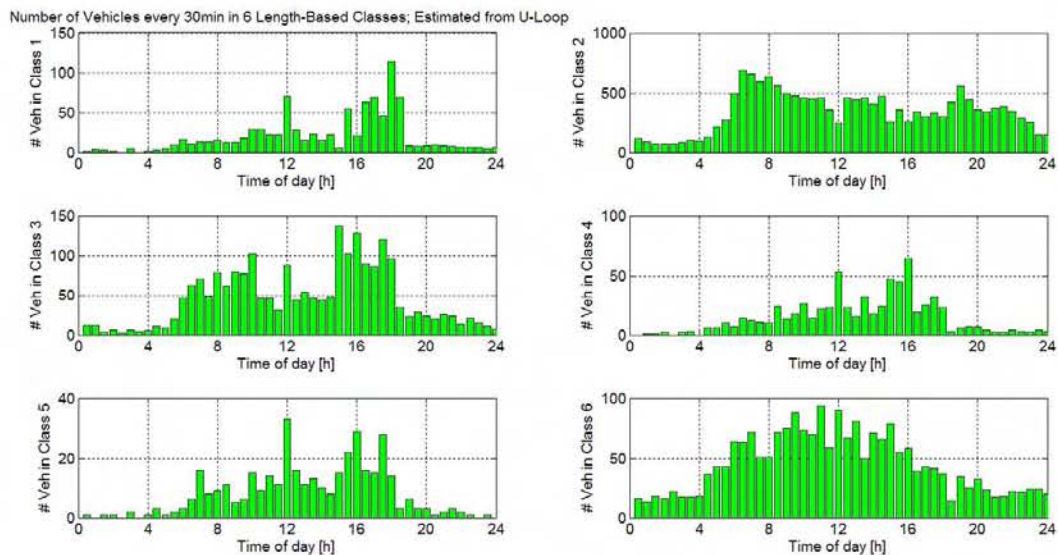 Number of Vehicles every 30min in 6 Length-Based Classes; Estimated from U-Loop
# Veh in Class 1
150
100
50
0
0 4 8 12 16 20 24
Time of day [h]
# Veh in Class 2
1000
500
0
0 4 8 12 16 20 24
Time of day [h]
# Veh in Class 3
150
100
50
0
0 4 8 12 16 20 24
Time of day [h]
# Veh in Class 4
100
50
0
0 4 8 12 16 20 24
Time of day [h]
# Veh in Class 5
40
20
0
0 4 8 12 16 20 24
Time of day [h]
# Veh in Class 6
100
50
0
0 4 8 12 16 20 24
Time of day [h]